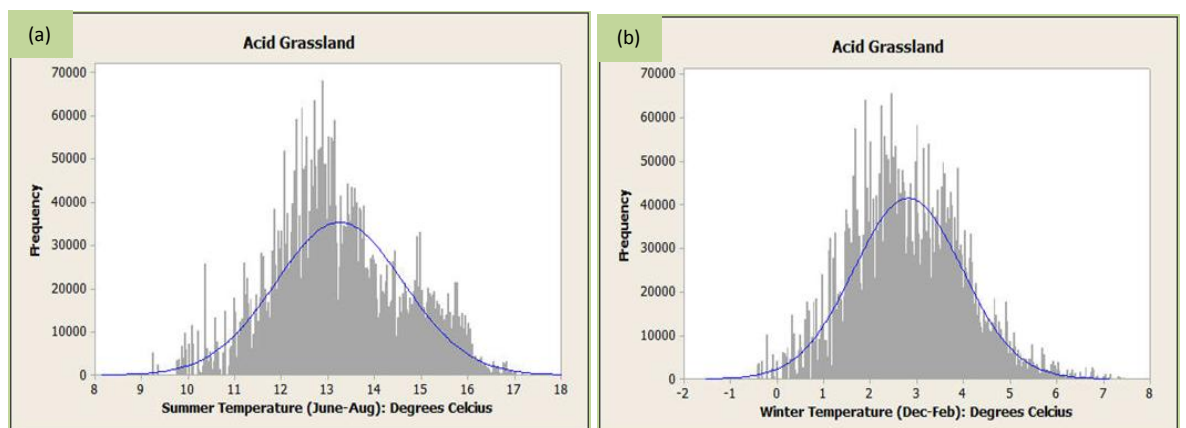 (a)
Acid Grassland
70000
60000
50000
40000
30000
20000
10000
0
Frequency
8 9 10 11 12 13 14 15 16 17 18
Summer Temperature (June-Aug): Degrees Celcius
(b)
Acid Grassland
70000
60000
50000
40000
30000
20000
10000
0
Frequency
-2 -1 0 1 2 3 4 5 6 7 8
Winter Temperature (Dec-Feb): Degrees Celcius